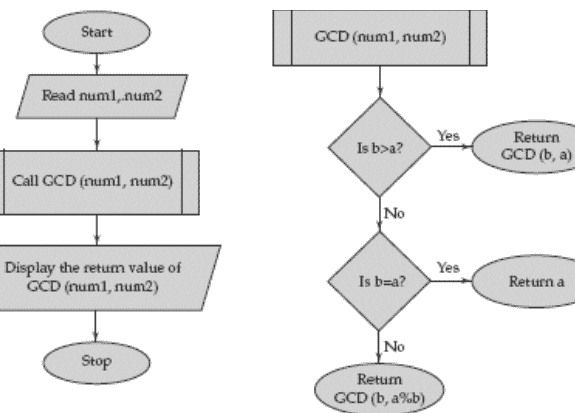 Start
Read num1,.num2
Call GCD (num1, num2)
Display the return value of
GCD (num1, num2)
Stop
GCD (num1, num2)
Is b>a?
Yes
Return
GCD (b, a)
No
Is b=a?
Yes
Return a
No
Return
GCD (b, a%b)